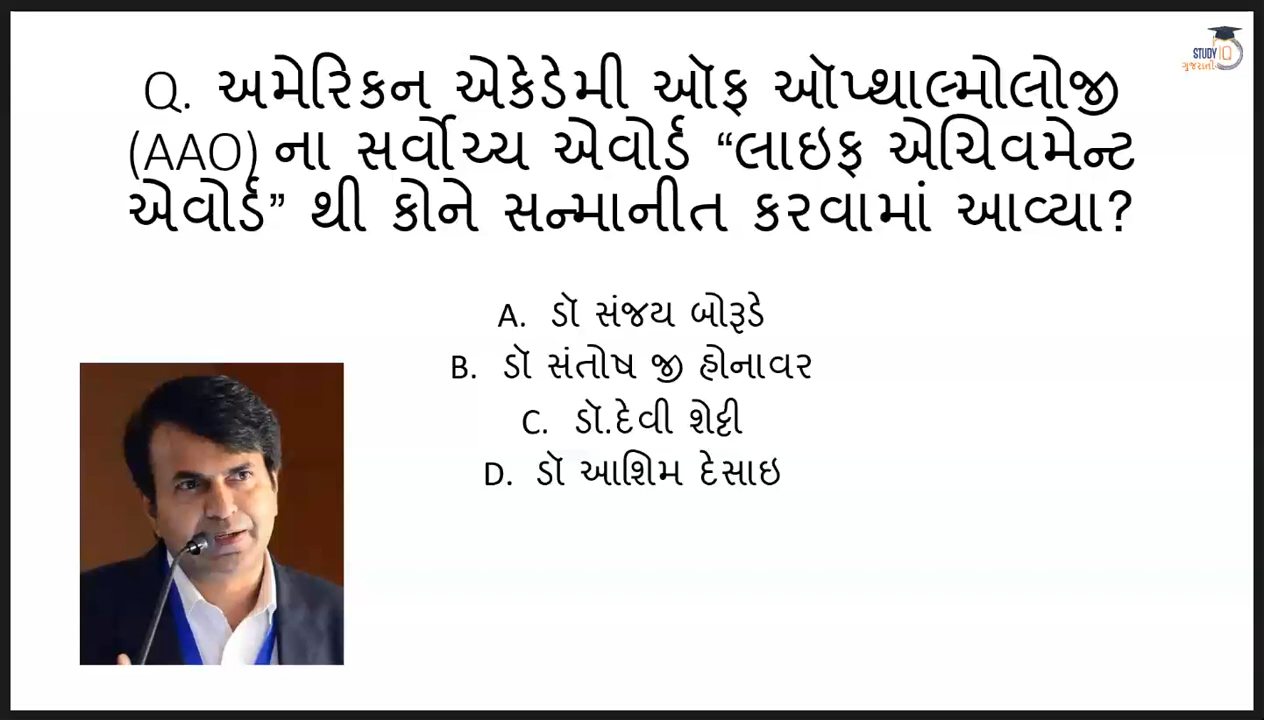 STUDY IQ
ગુજરાતી
Q. અમેરિકન એકેડેમી ઑફ ઑપ્થાલ્મોલોજી
(AAO) ના સર્વોચ્ચ એવોર્ડ “લાઇફ એચિવમેન્ટ
એવોર્ડ” થી કોને સન્માનીત કરવામાં આવ્યા?
A. ડૉ સંજય બોરૂડે
B. ડૉ સંતોષ જી હોનાવર
C. ડૉ.દેવી શેટ્ટી
D. ડૉ આશિમ દેસાઇ